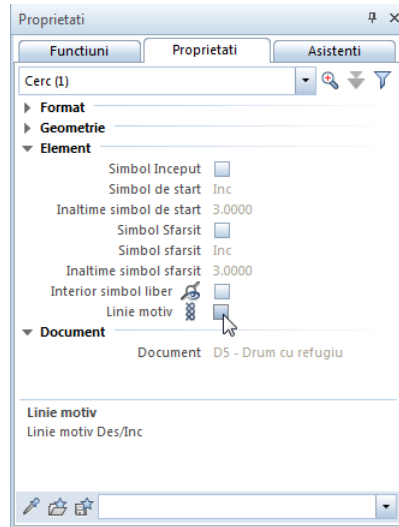 Proprietati
Functiuni Proprietati Asistenti
Cerc (1)
Format
Geometrie
Element
Simbol Inceput
Simbol de start Inc
Inaltime simbol de start 3.0000
Simbol Sfarsit
Simbol sfarsit Inc
Inaltime simbol sfarsit 3.0000
Interior simbol liber
Linie motiv
Document
Document D5 - Drum cu refugiu
Linie motiv
Linie motiv Des/Inc